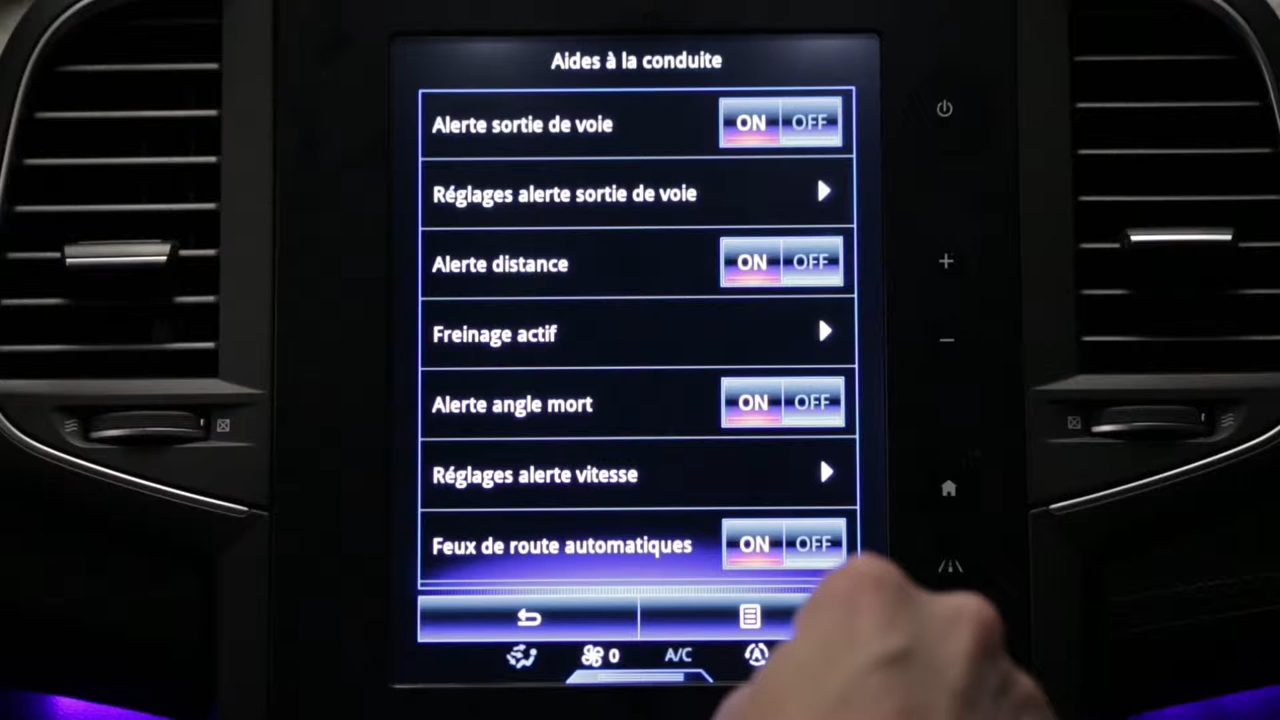 Aides à la conduite
Alerte sortie de voie ON OFF
Réglages alerte sortie de voie
Alerte distance ON OFF
Freinage actif
Alerte angle mort ON OFF
Réglages alerte vitesse
Feux de route automatiques ON OFF
0 A/C A